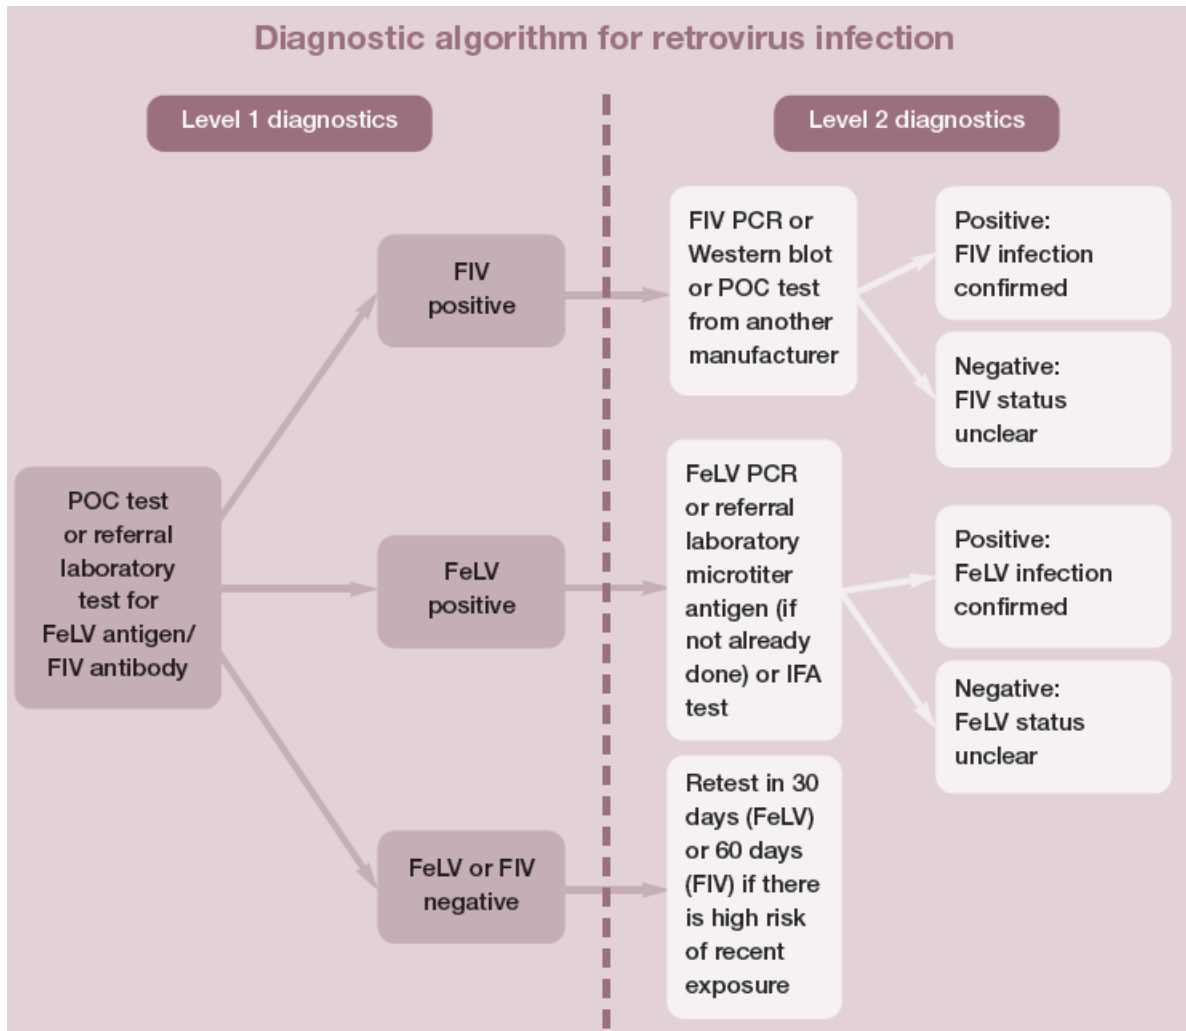 Diagnostic algorithm for retrovirus infection
Level 1 diagnostics
Level 2 diagnostics
POC test
or referral
laboratory
test for
FeLV antigen/
FIV antibody
FIV
positive
FIV PCR or
Western blot
or POC test
from another
manufacturer
Positive:
FIV infection
confirmed
Negative:
FIV status
unclear
FeLV
positive
FeLV PCR
or referral
laboratory
microtiter
antigen (if
not already
done) or IFA
test
Positive:
FeLV infection
confirmed
Negative:
FeLV status
unclear
FeLV or FIV
negative
Retest in 30
days (FeLV)
or 60 days
(FIV) if there
is high risk
of recent
exposure